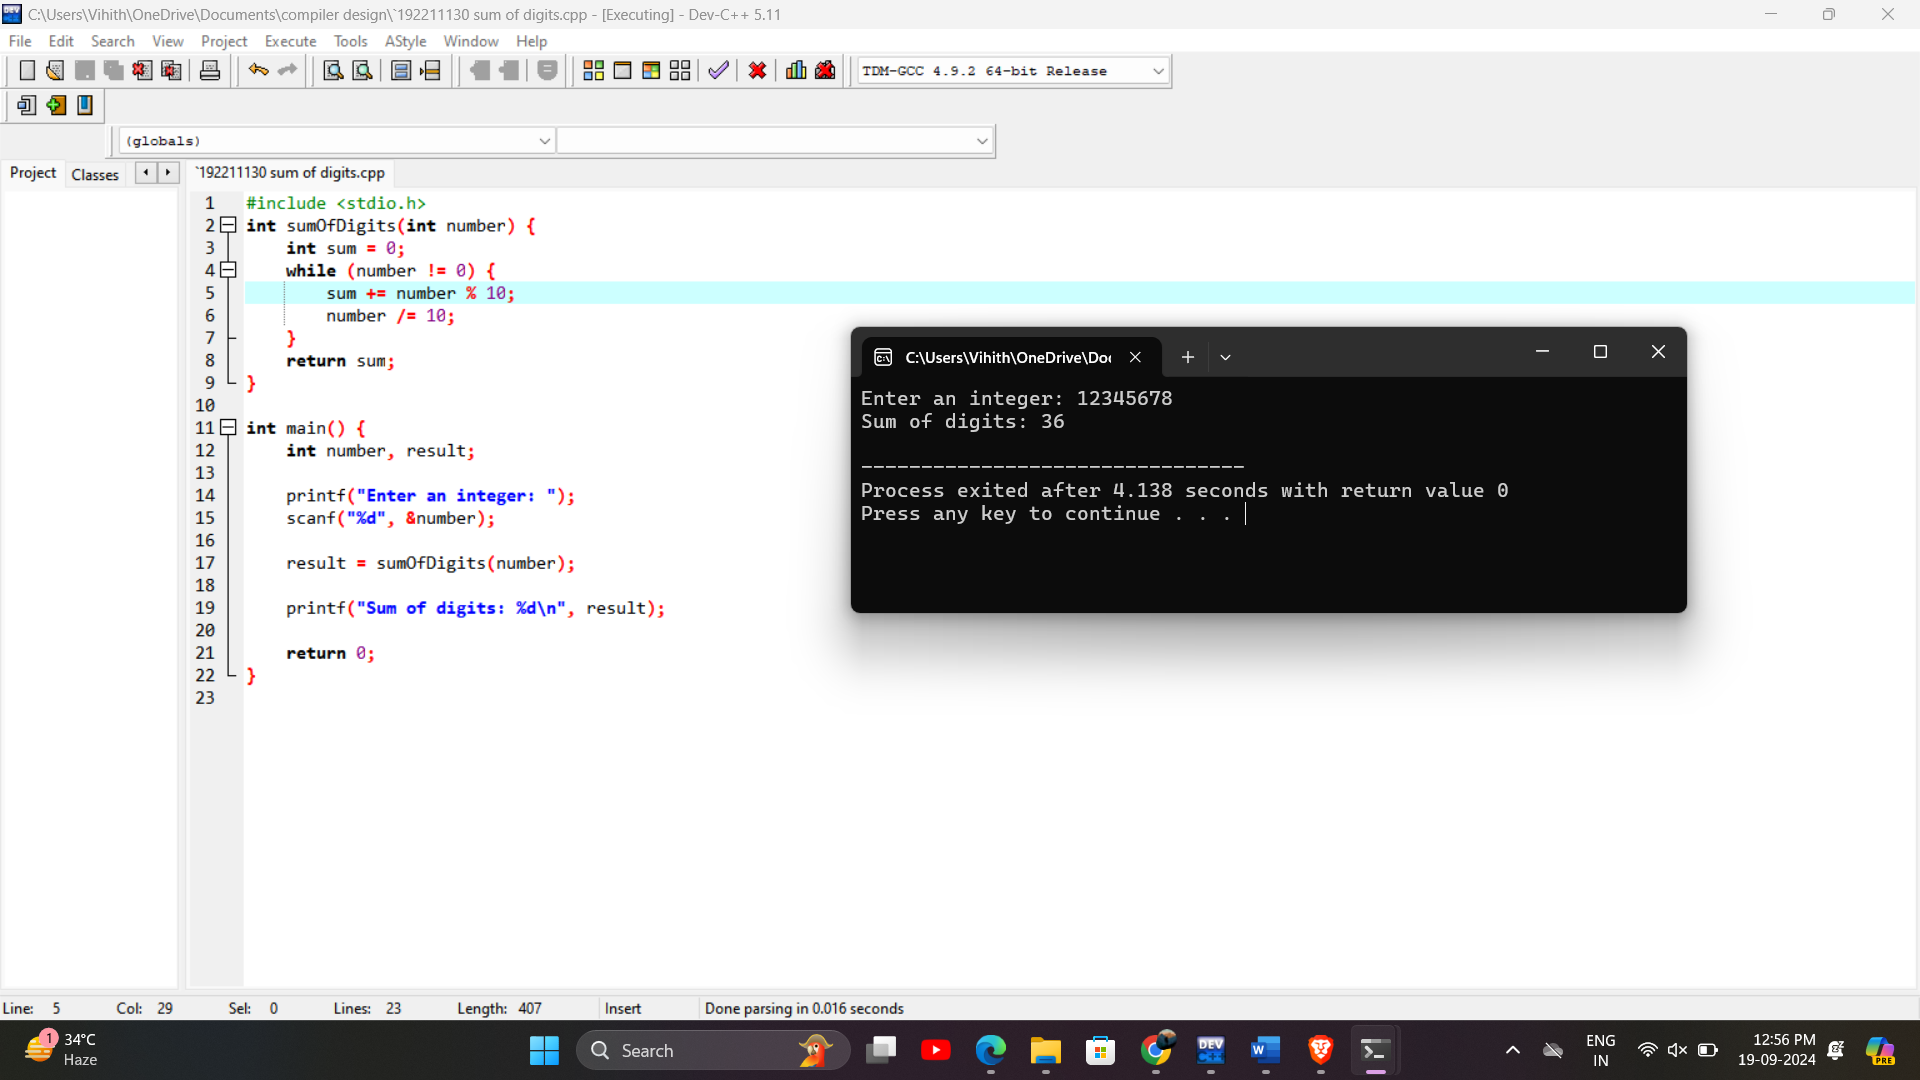 C:\Users\Vihith\OneDrive\Documents\compiler design\`192211130 sum of digits.cpp - [Executing] - Dev-C++ 5.11
File Edit Search View Project Execute Tools AStyle Window Help
TDM-GCC 4.9.2 64-bit Release
(globals)
Project Classes `192211130 sum of digits.cpp
1 #include <stdio.h>
2 int sumOfDigits(int number) {
3 int sum = 0;
4 while (number != 0) {
5 sum += number % 10;
6 number /= 10;
7 }
8 return sum;
9 }
10
11 int main() {
12 int number, result;
13
14 printf("Enter an integer: ");
15 scanf("%d", &number);
16
17 result = sumOfDigits(number);
18
19 printf("Sum of digits: %d\n", result);
20
21 return 0;
22 }
23
C:\Users\Vihith\OneDrive\Doc
Enter an integer: 12345678
Sum of digits: 36
--------------------------------
Process exited after 4.138 seconds with return value 0
Press any key to continue . . .
Line: 5 Col: 29 Sel: 0 Lines: 23 Length: 407 Insert Done parsing in 0.016 seconds
1
34°C
Haze
Search
DEV
W
PRE
ENG
IN
12:56 PM
19-09-2024